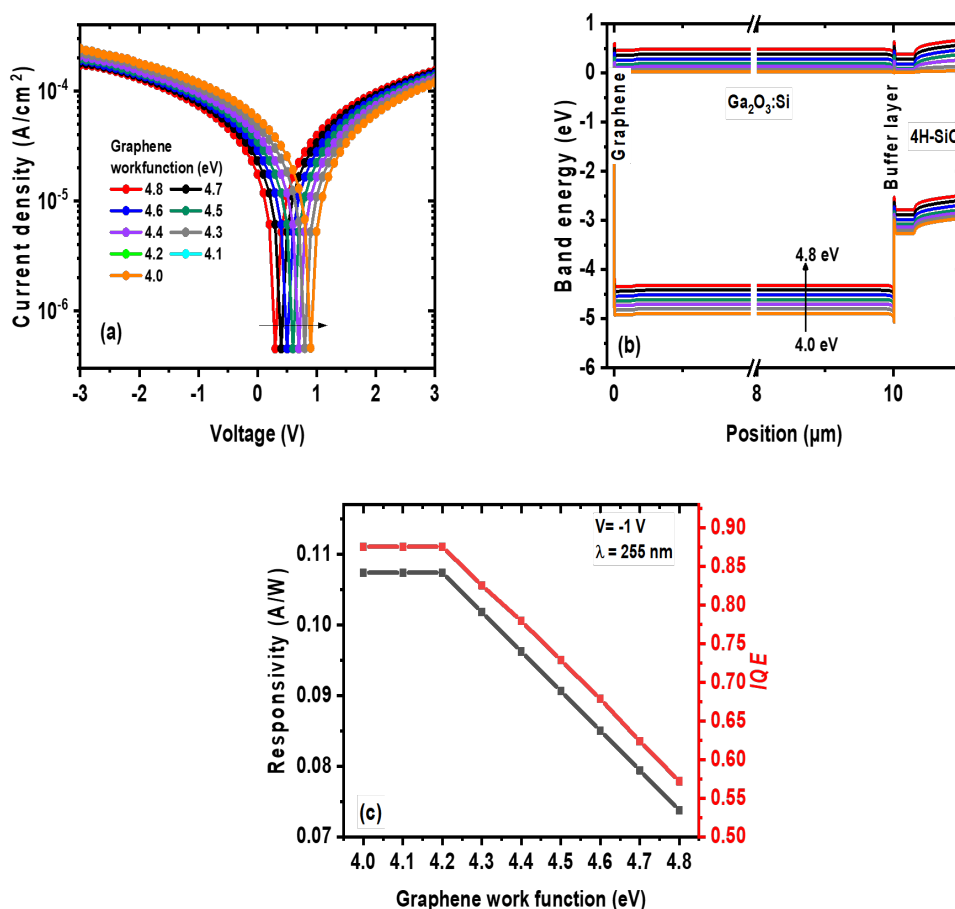 10⁻⁴
10⁻⁵
10⁻⁶
Current density (A/cm²)
Graphene
workfunction (eV)
4.8 4.7
4.6 4.5
4.4 4.3
4.2 4.1
4.0
(a)
-3 -2 -1 0 1 2 3
Voltage (V)
1
0
-1
-2
-3
-4
-5
-6
Band energy (eV)
Graphene
Ga₂O₃:Si
Buffer layer
4H-SiC
4.8 eV
4.0 eV
(b)
0 8 10
Position (µm)
V= -1 V
λ = 255 nm
0.11
0.10
0.09
0.08
0.07
Responsivity (A/W)
0.90
0.85
0.80
0.75
0.70
0.65
0.60
0.55
0.50
IQE
(c)
4.0 4.1 4.2 4.3 4.4 4.5 4.6 4.7 4.8
Graphene work function (eV)